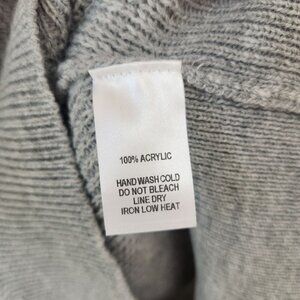 100% ACRYLIC
HAND WASH COLD
DO NOT BLEACH
LINE DRY
IRON LOW HEAT